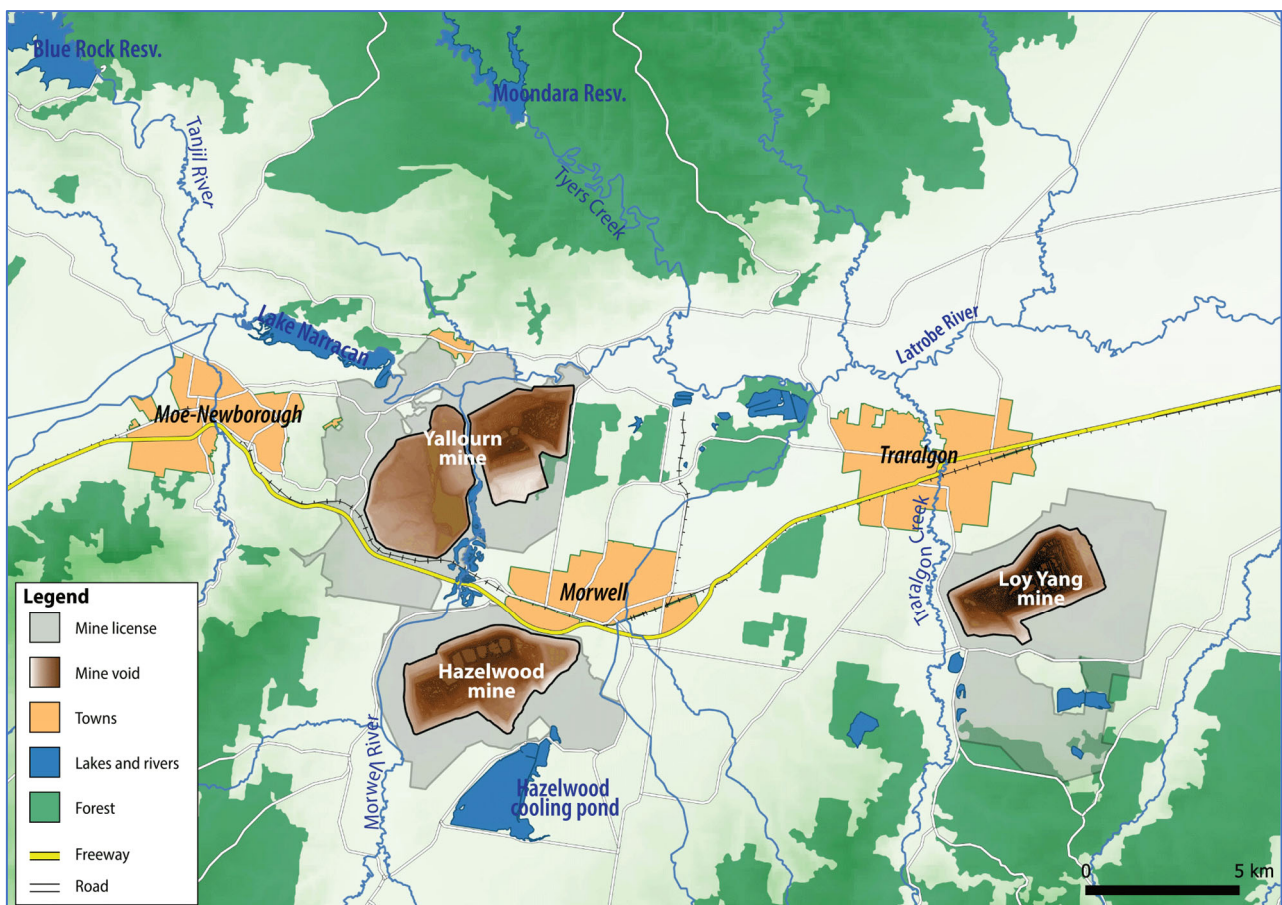 Blue Rock Resv.
Moondara Resv.
Tanjil River
Tyers Creek
Lake Narracan
Latrobe River
Moe-Newborough
Yallourn
mine
Traralgon
Traralgon Creek
Loy Yang
mine
Morwell
Hazelwood
mine
Morwell River
Hazelwood
cooling pond
Legend
Mine license
Mine void
Towns
Lakes and rivers
Forest
Freeway
Road
0
5 km